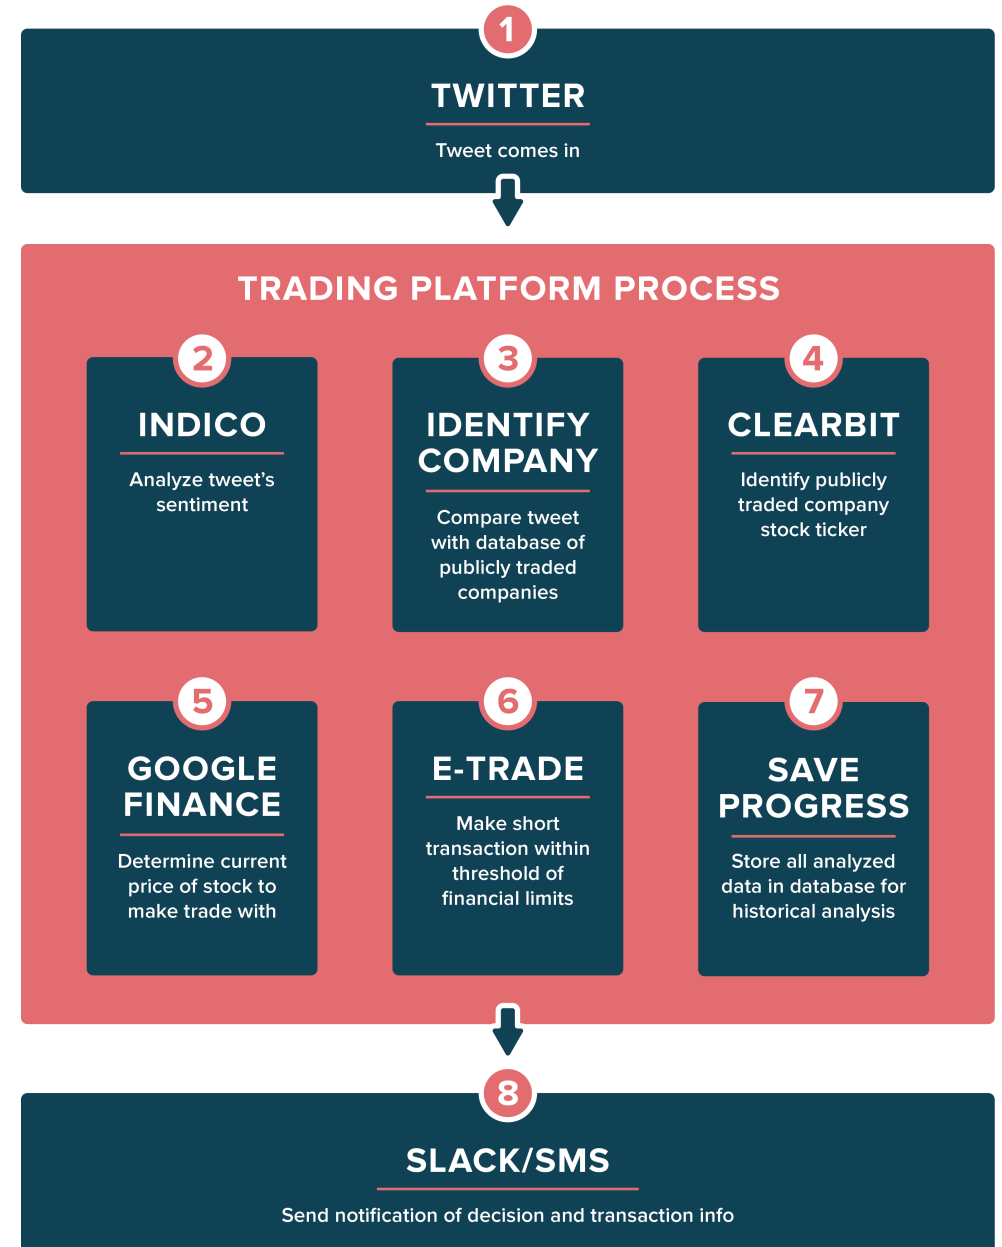 1
TWITTER
Tweet comes in
TRADING PLATFORM PROCESS
2
INDICO
Analyze tweet's
sentiment
3
IDENTIFY
COMPANY
Compare tweet
with database of
publicly traded
companies
4
CLEARBIT
Identify publicly
traded company
stock ticker
5
GOOGLE
FINANCE
Determine current
price of stock to
make trade with
6
E-TRADE
Make short
transaction within
threshold of
financial limits
7
SAVE
PROGRESS
Store all analyzed
data in database for
historical analysis
8
SLACK/SMS
Send notification of decision and transaction info